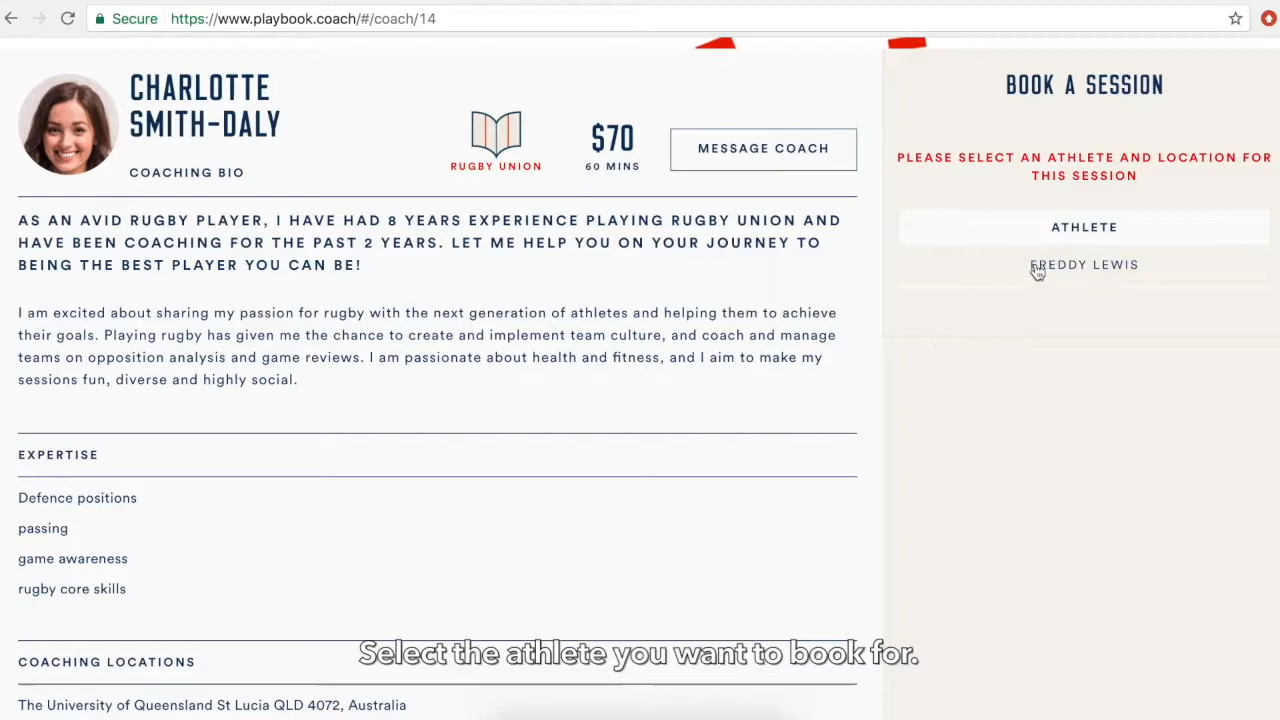 Secure https://www.playbook.coach/#/coach/14
CHARLOTTE
SMITH-DALY
COACHING BIO
RUGBY UNION
$70
60 MINS
MESSAGE COACH
AS AN AVID RUGBY PLAYER, I HAVE HAD 8 YEARS EXPERIENCE PLAYING RUGBY UNION AND
HAVE BEEN COACHING FOR THE PAST 2 YEARS. LET ME HELP YOU ON YOUR JOURNEY TO
BEING THE BEST PLAYER YOU CAN BE!
I am excited about sharing my passion for rugby with the next generation of athletes and helping them to achieve
their goals. Playing rugby has given me the chance to create and implement team culture, and coach and manage
teams on opposition analysis and game reviews. I am passionate about health and fitness, and I aim to make my
sessions fun, diverse and highly social.
EXPERTISE
Defence positions
passing
game awareness
rugby core skills
COACHING LOCATIONS
The University of Queensland St Lucia QLD 4072, Australia
BOOK A SESSION
PLEASE SELECT AN ATHLETE AND LOCATION FOR
THIS SESSION
ATHLETE
FREDDY LEWIS
Select the athlete you want to book for.